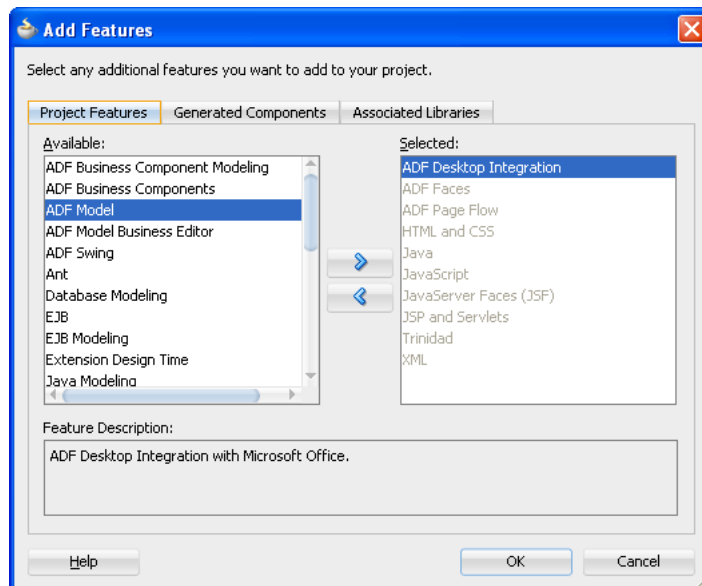 Add Features
Select any additional features you want to add to your project.
Project Features Generated Components Associated Libraries
Available:
ADF Business Component Modeling
ADF Business Components
ADF Model
ADF Model Business Editor
ADF Swing
Ant
Database Modeling
EJB
EJB Modeling
Extension Design Time
Java Modeling
Selected:
ADF Desktop Integration
ADF Faces
ADF Page Flow
HTML and CSS
Java
JavaScript
JavaServer Faces (JSF)
JSP and Servlets
Trinidad
XML
Feature Description:
ADF Desktop Integration with Microsoft Office.
Help OK Cancel